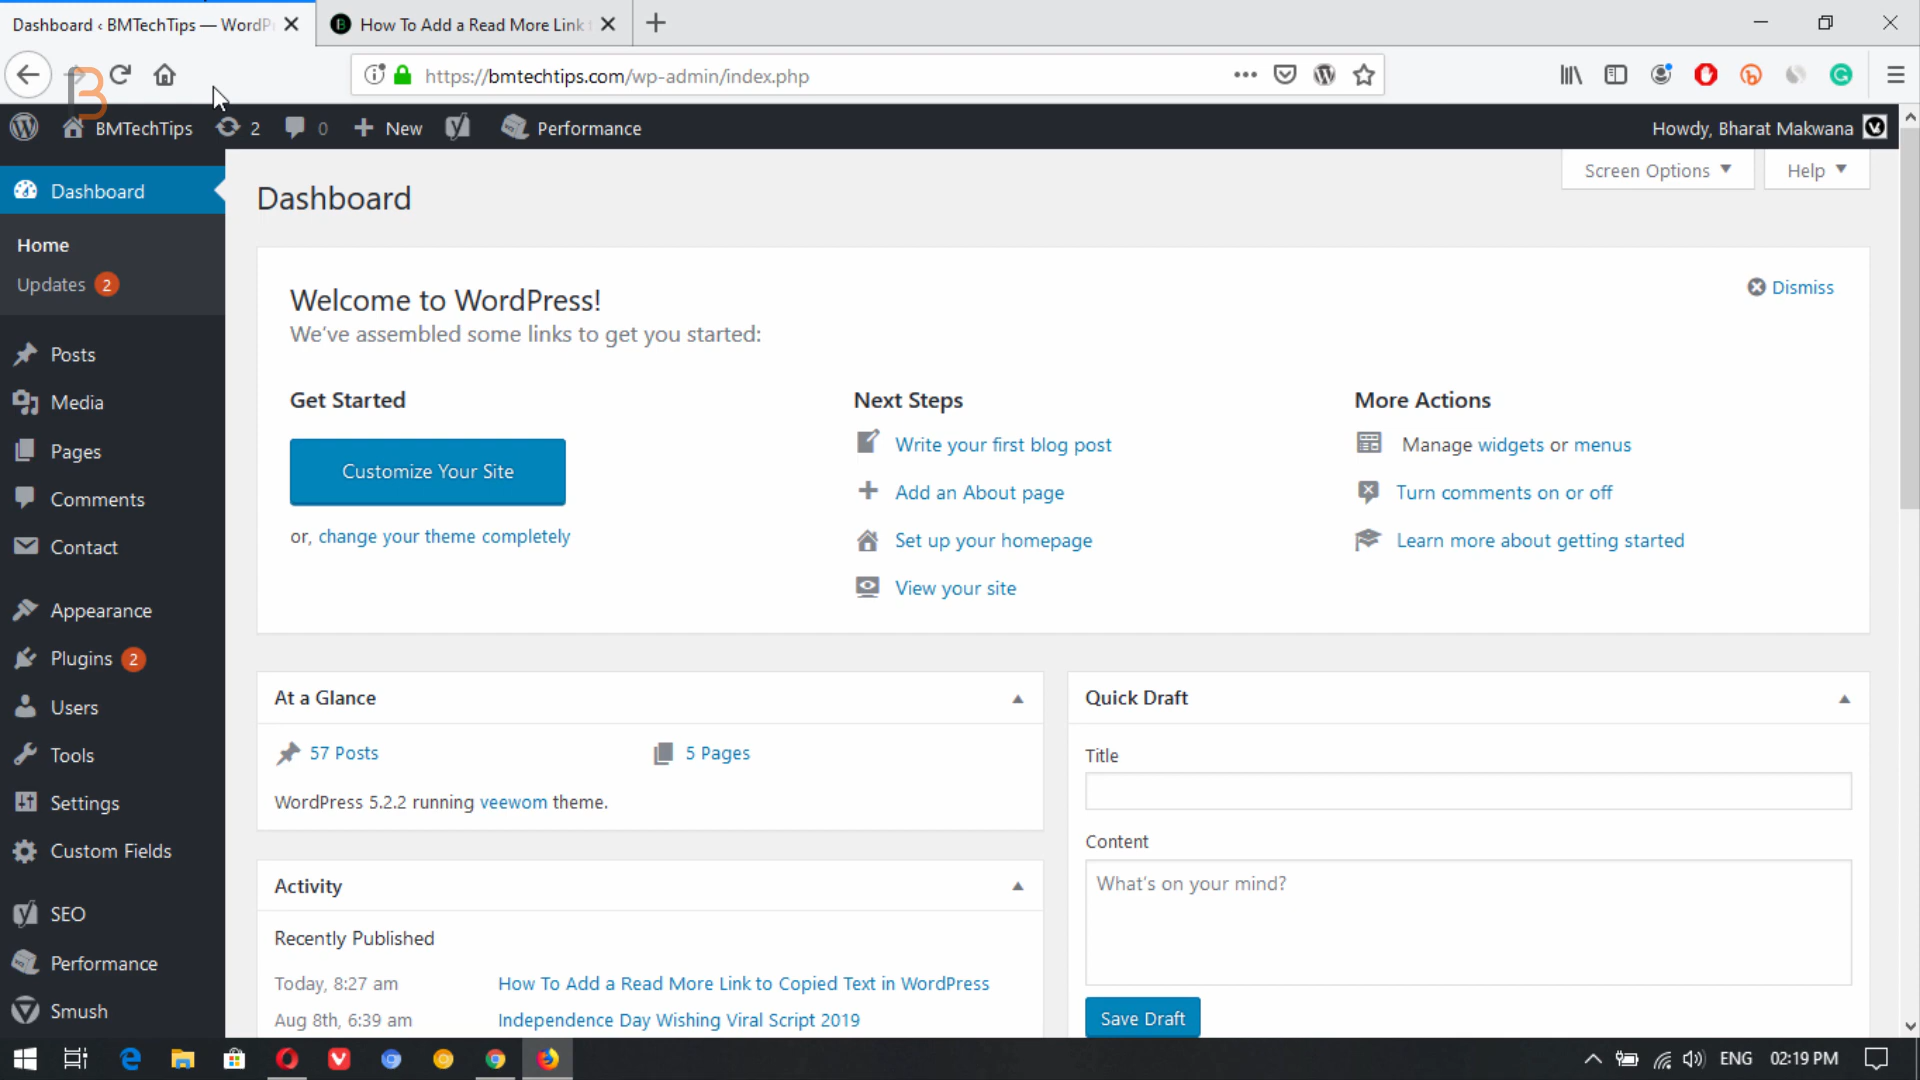 Dashboard ‹ BMTechTips — WordP
How To Add a Read More Link
https://bmtechtips.com/wp-admin/index.php
B
BMTechTips 2 0 + New Performance Howdy, Bharat Makwana
Screen Options ▼ Help ▼
Dashboard
Home
Updates 2
Posts
Media
Pages
Comments
Contact
Appearance
Plugins 2
Users
Tools
Settings
Custom Fields
SEO
Performance
Smush
Dashboard
Welcome to WordPress!
We've assembled some links to get you started:
Dismiss
Get Started
Customize Your Site
or, change your theme completely
Next Steps
Write your first blog post
Add an About page
Set up your homepage
View your site
More Actions
Manage widgets or menus
Turn comments on or off
Learn more about getting started
At a Glance
57 Posts 5 Pages
WordPress 5.2.2 running veewom theme.
Activity
Recently Published
Today, 8:27 am How To Add a Read More Link to Copied Text in WordPress
Aug 8th, 6:39 am Independence Day Wishing Viral Script 2019
Quick Draft
Title
Content
What's on your mind?
Save Draft
ENG 02:19 PM